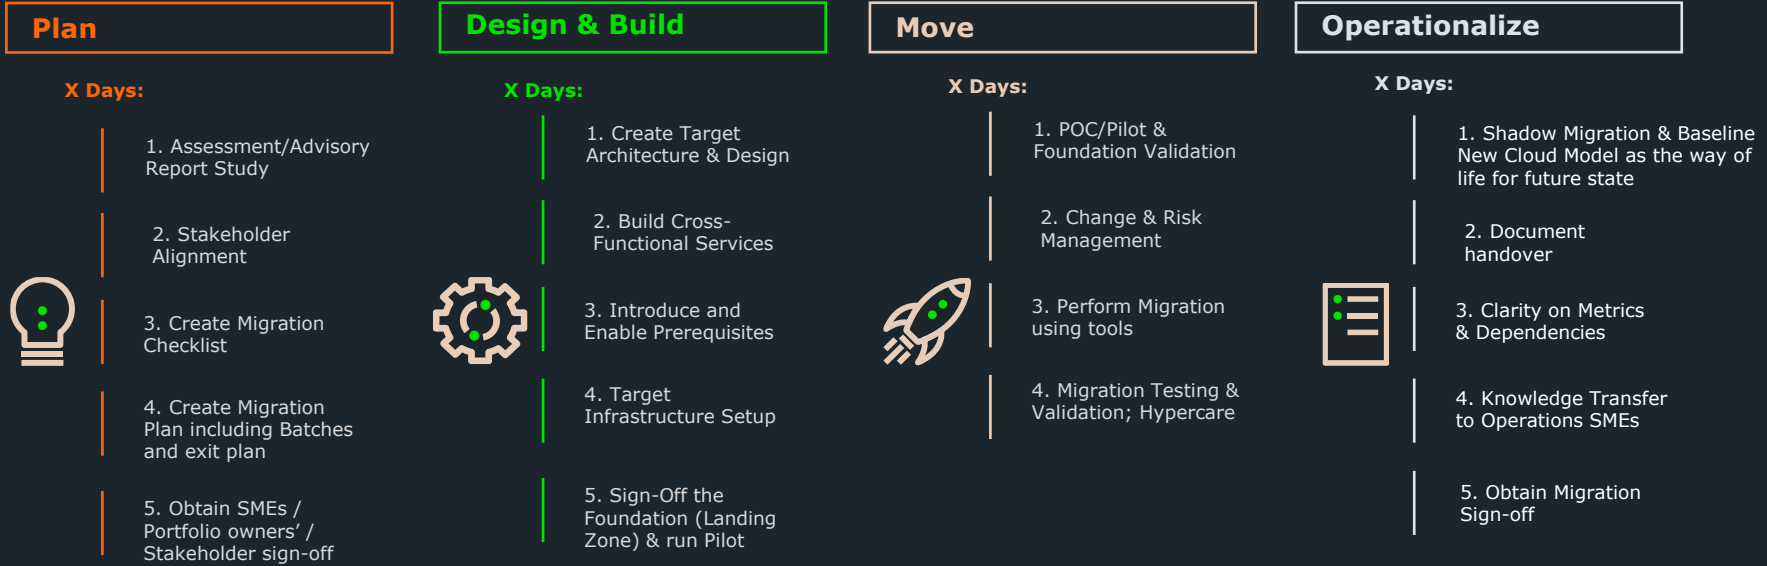 Plan
X Days:
1. Assessment/Advisory
Report Study
2. Stakeholder
Alignment
3. Create Migration
Checklist
4. Create Migration
Plan including Batches
and exit plan
5. Obtain SMEs /
Portfolio owners’ /
Stakeholder sign-off
Design & Build
X Days:
1. Create Target
Architecture & Design
2. Build Cross-
Functional Services
3. Introduce and
Enable Prerequisites
4. Target
Infrastructure Setup
5. Sign-Off the
Foundation (Landing
Zone) & run Pilot
Move
X Days:
1. POC/Pilot &
Foundation Validation
2. Change & Risk
Management
3. Perform Migration
using tools
4. Migration Testing &
Validation; Hypercare
Operationalize
X Days:
1. Shadow Migration & Baseline
New Cloud Model as the way of
life for future state
2. Document
handover
3. Clarity on Metrics
& Dependencies
4. Knowledge Transfer
to Operations SMEs
5. Obtain Migration
Sign-off